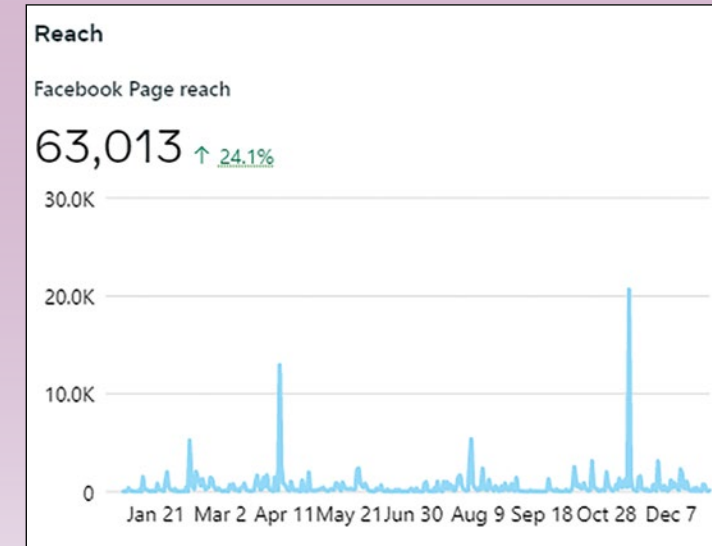 Reach
Facebook Page reach
63,013 ↑ 24.1%
30.0K
20.0K
10.0K
0
Jan 21 Mar 2 Apr 11 May 21 Jun 30 Aug 9 Sep 18 Oct 28 Dec 7